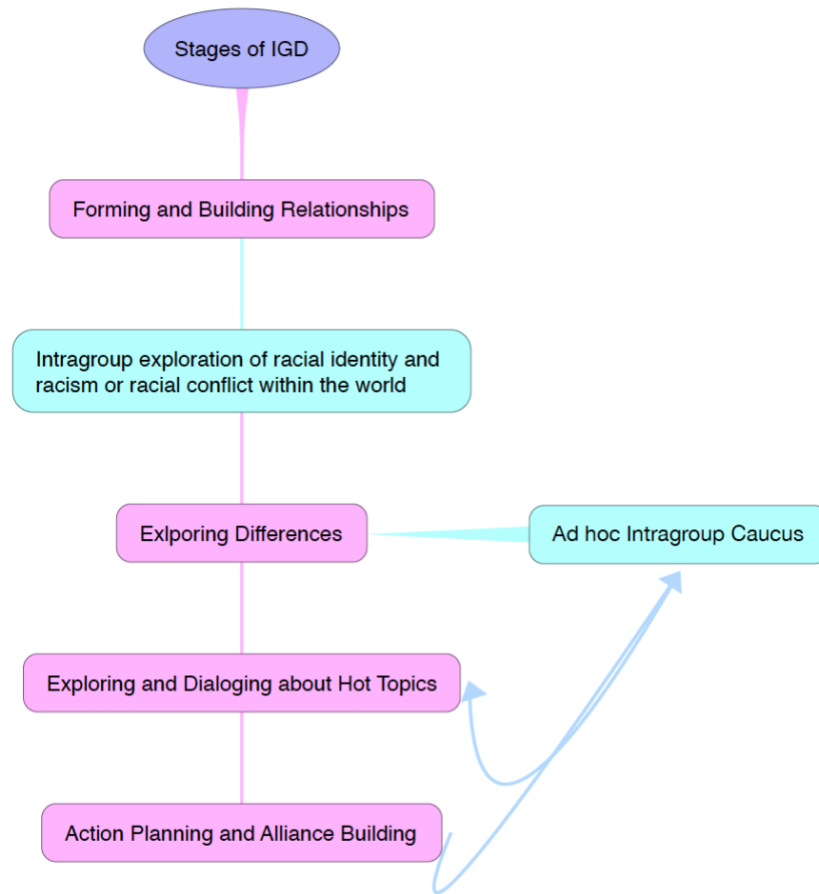 Stages of IGD
Forming and Building Relationships
Intragroup exploration of racial identity and
racism or racial conflict within the world
Exlporing Differences
Ad hoc Intragroup Caucus
Exploring and Dialoging about Hot Topics
Action Planning and Alliance Building